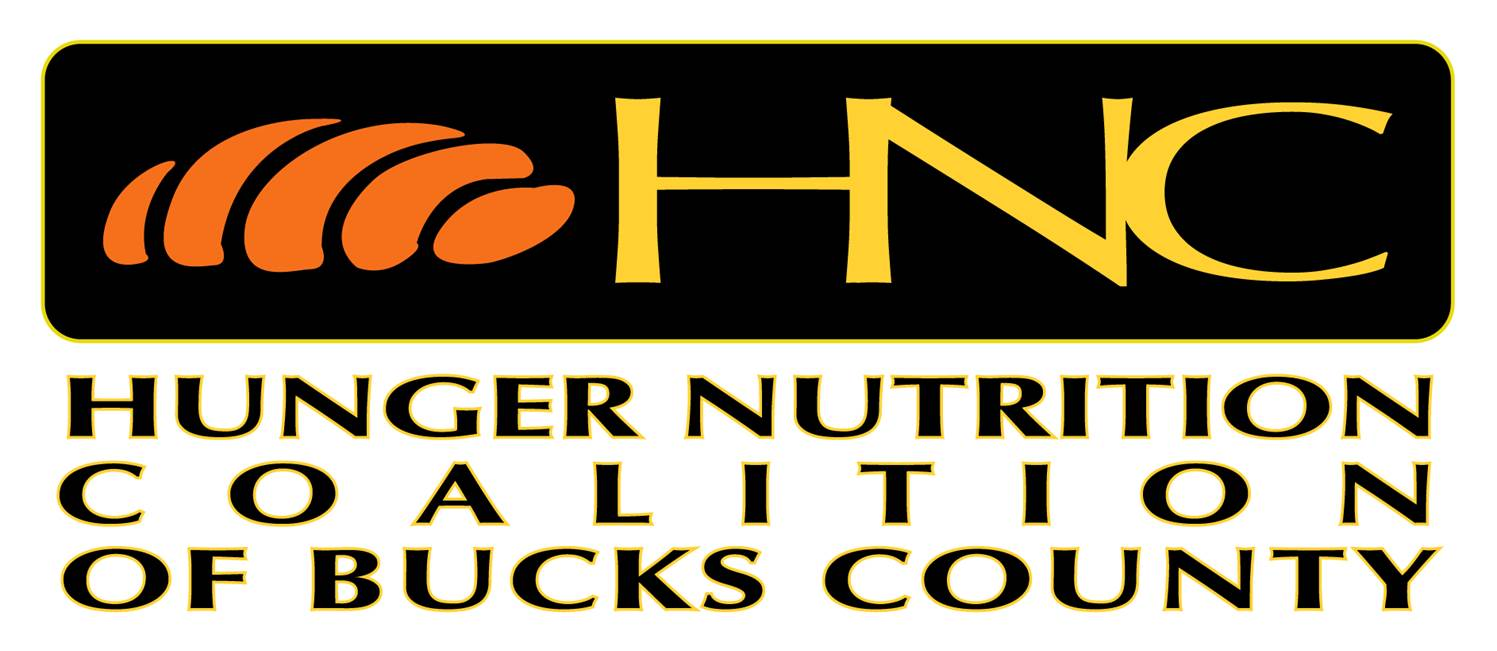 HNC
HUNGER NUTRITION
COALITION
OF BUCKS COUNTY